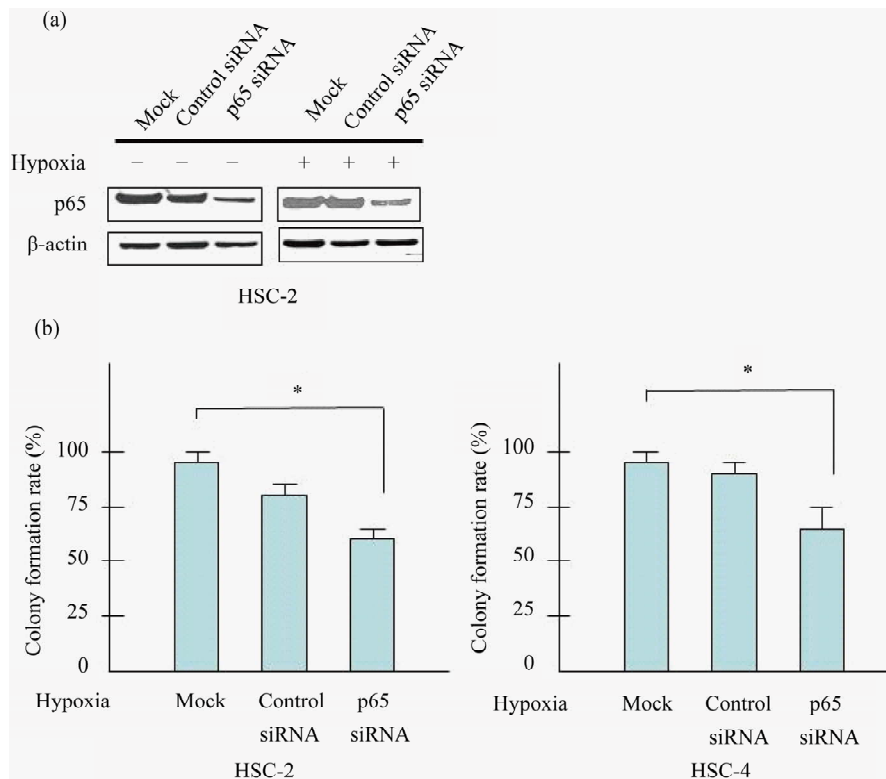 (a)
Mock Control siRNA p65 siRNA Mock Control siRNA p65 siRNA
Hypoxia − − − + + +
p65
β-actin
HSC-2
(b)
*
Colony formation rate (%)
100
75
50
25
0
Hypoxia Mock Control siRNA p65 siRNA
HSC-2
*
Colony formation rate (%)
100
75
50
25
0
Hypoxia Mock Control siRNA p65 siRNA
HSC-4